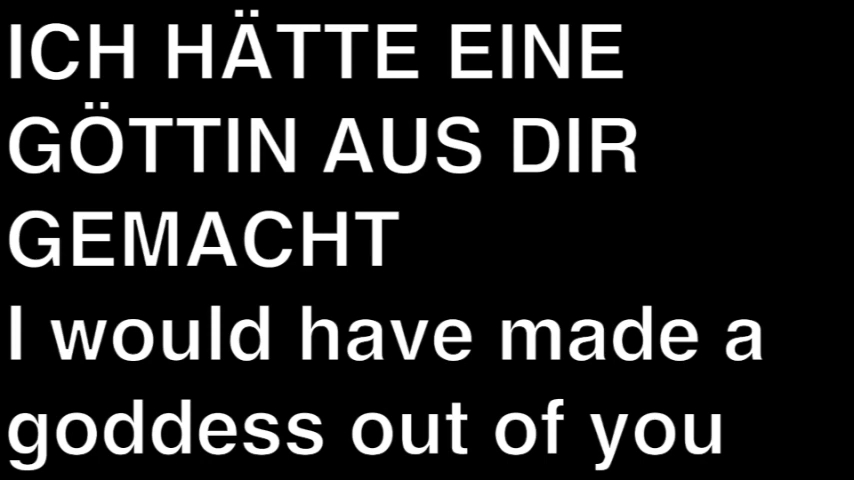 ICH HÄTTE EINE
GÖTTIN AUS DIR
GEMACHT
I would have made a
goddess out of you